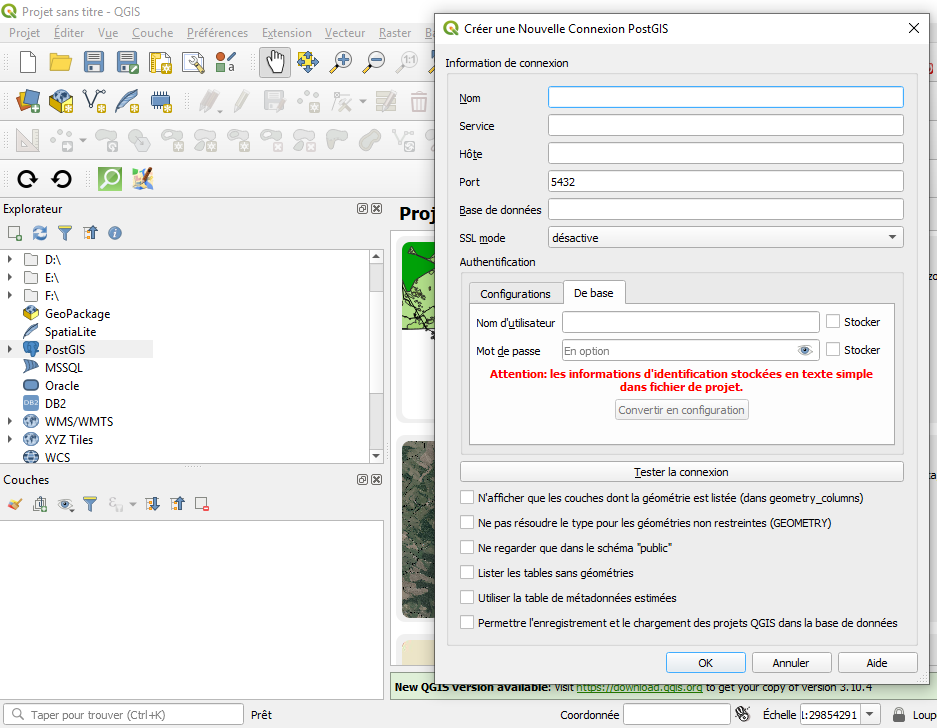 Projet sans titre - QGIS
Projet Éditer Vue Couche Préférences Extension Vecteur Raster
Explorateur
D:\
E:\
F:\
GeoPackage
SpatiaLite
PostGIS
MSSQL
Oracle
DB2 DB2
WMS/WMTS
XYZ Tiles
WCS
Couches
Proj
Créer une Nouvelle Connexion PostGIS
Information de connexion
Nom
Service
Hôte
Port 5432
Base de données
SSL mode désactive
Authentification
Configurations De base
Nom d'utilisateur Stocker
Mot de passe En option Stocker
Attention: les informations d'identification stockées en texte simple
dans fichier de projet.
Convertir en configuration
Tester la connexion
N'afficher que les couches dont la géométrie est listée (dans geometry_columns)
Ne pas résoudre le type pour les géométries non restreintes (GEOMETRY)
Ne regarder que dans le schéma "public"
Lister les tables sans géométries
Utiliser la table de métadonnées estimées
Permettre l'enregistrement et le chargement des projets QGIS dans la base de données
OK Annuler Aide
New QGIS version available: Visit https://download.qgis.org to get your copy of version 3.10.4
Taper pour trouver (Ctrl+K) Prêt Coordonnée Échelle 1:29854291 Loup